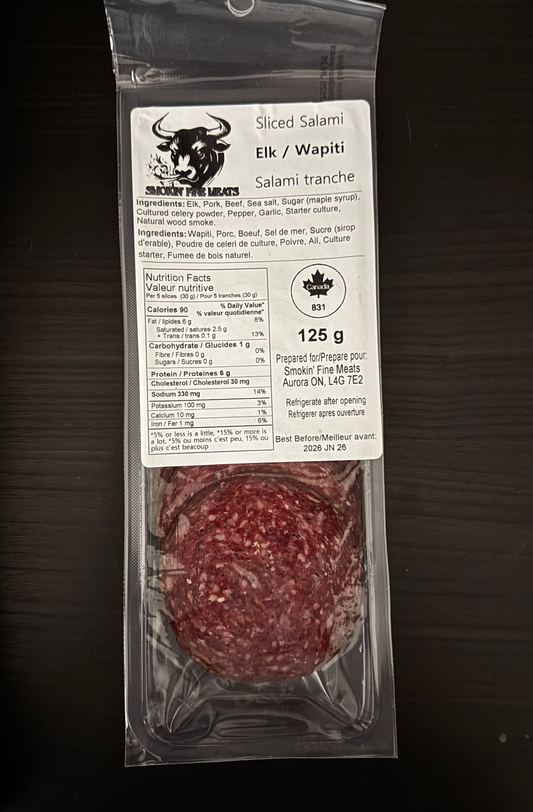 Sliced Salami
Elk / Wapiti
Salami tranche
SMOKIN' FINE MEATS
Ingredients: Elk, Pork, Beef, Sea salt, Sugar (maple syrup),
Cultured celery powder, Pepper, Garlic, Starter culture,
Natural wood smoke.
Ingredients: Wapiti, Porc, Boeuf, Sel de mer, Sucre (sirop
d'erable), Poudre de celeri de culture, Poivre, Ail, Culture
starter, Fumee de bois naturel.
Nutrition Facts
Valeur nutritive
Per 5 slices (30 g) / Pour 5 tranches (30 g)
% Daily Value*
Calories 90 % valeur quotidienne*
Fat / lipides 6 g 8%
Saturated / satures 2.5 g
+ Trans / trans 0.1 g 13%
Carbohydrate / Glucides 1 g
Fibre / Fibres 0 g 0%
Sugars / Sucres 0 g 0%
Protein / Proteines 6 g
Cholesterol / Cholesterol 30 mg
Sodium 330 mg 14%
Potassium 100 mg 3%
Calcium 10 mg 1%
Iron / Fer 1 mg 6%
*5% or less is a little, *15% or more is
a lot. *5% ou moins c'est peu, 15% ou
plus c'est beacoup
Canada
831
125 g
Prepared for/Prepare pour:
Smokin' Fine Meats
Aurora ON, L4G 7E2
Refrigerate after opening
Refrigerer apres ouverture
Best Before/Meilleur avant:
2026 JN 26